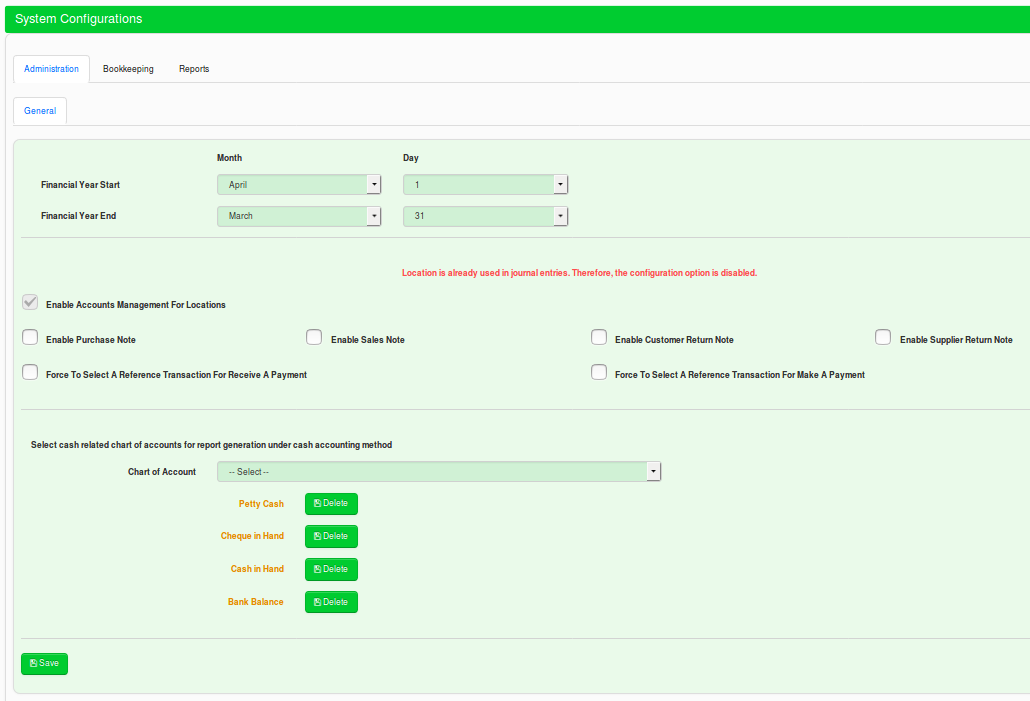 System Configurations
Administration Bookkeeping Reports
General
Month Day
Financial Year Start April 1
Financial Year End March 31
Location is already used in journal entries. Therefore, the configuration option is disabled.
Enable Accounts Management For Locations
Enable Purchase Note Enable Sales Note Enable Customer Return Note Enable Supplier Return Note
Force To Select A Reference Transaction For Receive A Payment Force To Select A Reference Transaction For Make A Payment
Select cash related chart of accounts for report generation under cash accounting method
Chart of Account -- Select --
Petty Cash Delete
Cheque in Hand Delete
Cash in Hand Delete
Bank Balance Delete
Save